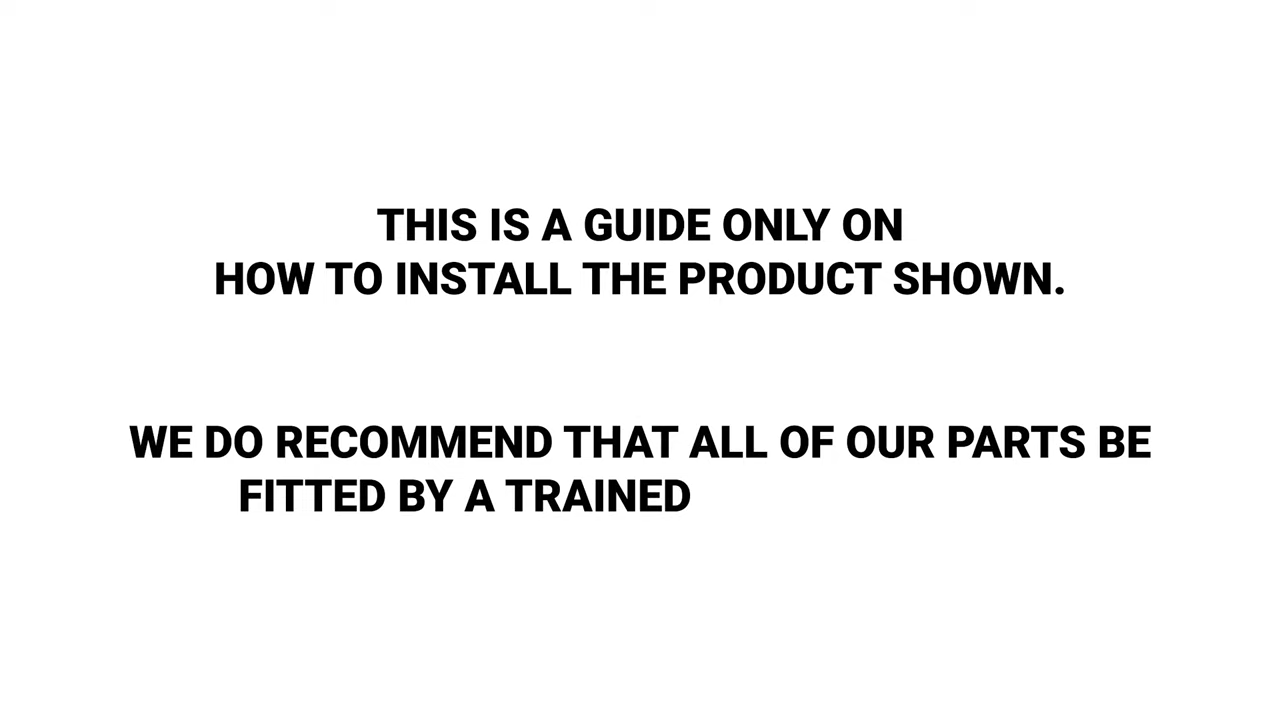 THIS IS A GUIDE ONLY ON
HOW TO INSTALL THE PRODUCT SHOWN.
WE DO RECOMMEND THAT ALL OF OUR PARTS BE
FITTED BY A TRAINED